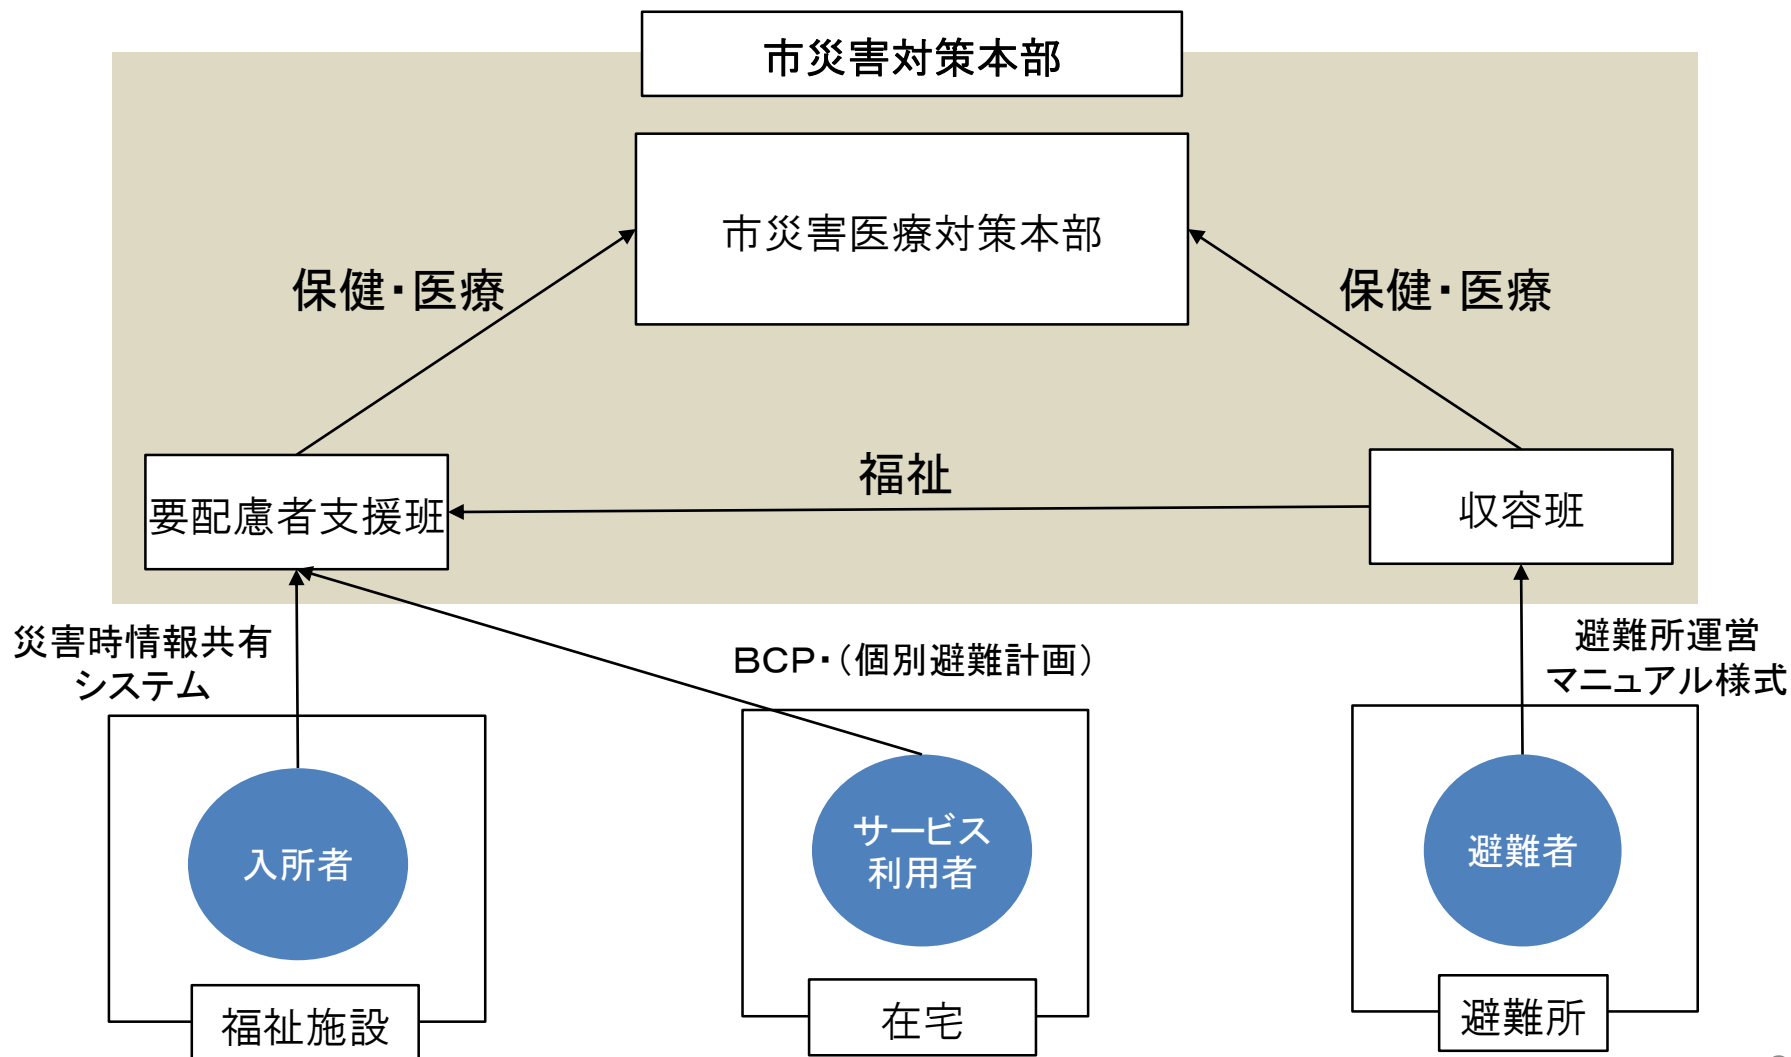 市災害対策本部
市災害医療対策本部
保健・医療
保健・医療
福祉
要配慮者支援班
収容班
災害時情報共有
システム
BCP・（個別避難計画）
避難所運営
マニュアル様式
入所者
サービス
利用者
避難者
福祉施設
在宅
避難所